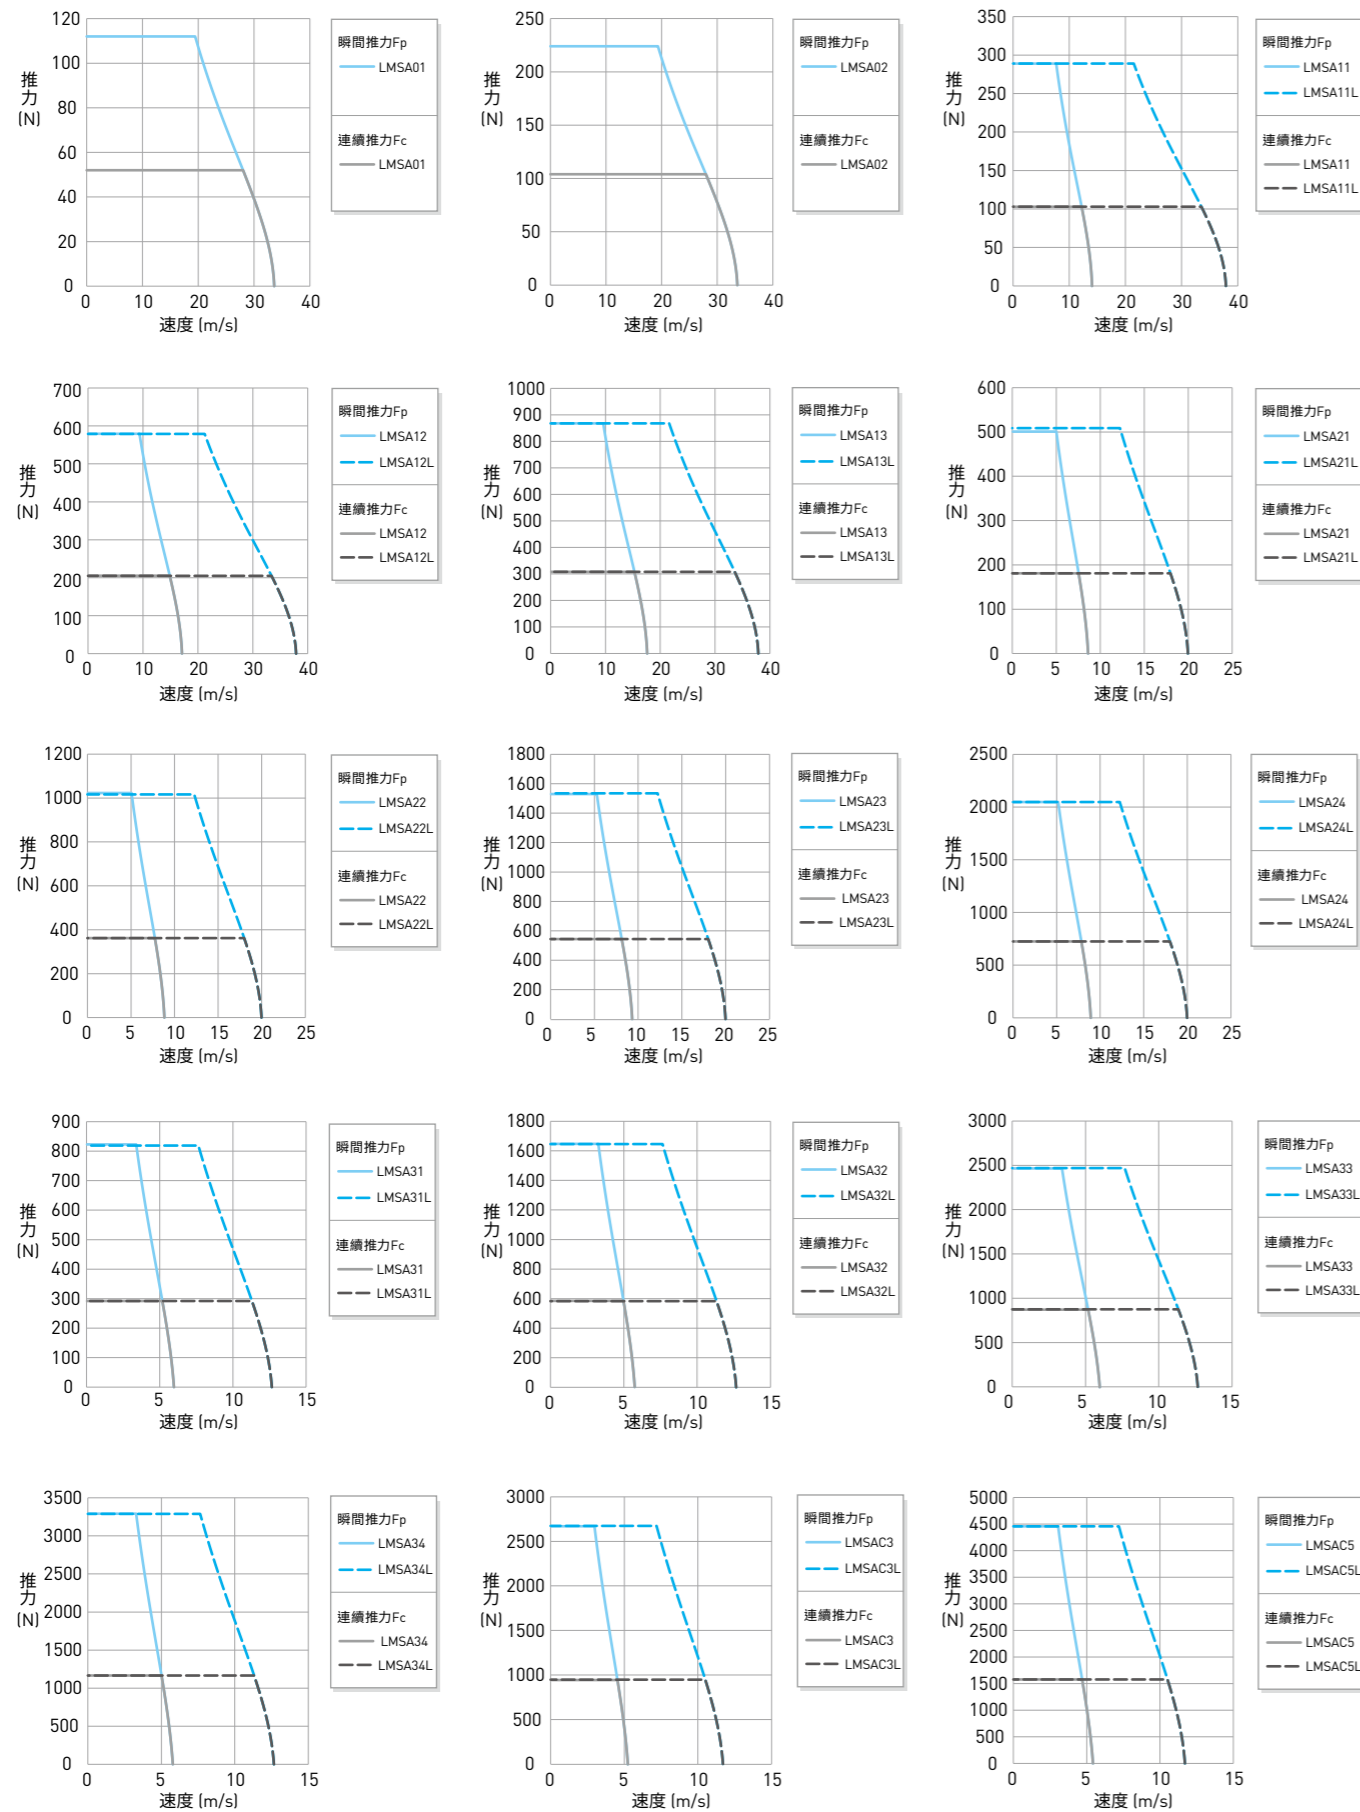 120
100
80
60
40
20
0
推力(N)
0 10 20 30 40
速度 (m/s)
瞬間推力Fp
LMSA01
連續推力Fc
LMSA01
250
200
150
100
50
0
推力(N)
0 10 20 30 40
速度 (m/s)
瞬間推力Fp
LMSA02
連續推力Fc
LMSA02
350
300
250
200
150
100
50
0
推力(N)
0 10 20 30 40
速度 (m/s)
瞬間推力Fp
LMSA11
LMSA11L
連續推力Fc
LMSA11
LMSA11L
700
600
500
400
300
200
100
0
推力(N)
0 10 20 30 40
速度 (m/s)
瞬間推力Fp
LMSA12
LMSA12L
連續推力Fc
LMSA12
LMSA12L
1000
900
800
700
600
500
400
300
200
100
0
推力(N)
0 10 20 30 40
速度 (m/s)
瞬間推力Fp
LMSA13
LMSA13L
連續推力Fc
LMSA13
LMSA13L
600
500
400
300
200
100
0
推力(N)
0 5 10 15 20 25
速度 (m/s)
瞬間推力Fp
LMSA21
LMSA21L
連續推力Fc
LMSA21
LMSA21L
1200
1000
800
600
400
200
0
推力(N)
0 5 10 15 20 25
速度 (m/s)
瞬間推力Fp
LMSA22
LMSA22L
連續推力Fc
LMSA22
LMSA22L
1800
1600
1400
1200
1000
800
600
400
200
0
推力(N)
0 5 10 15 20 25
速度 (m/s)
瞬間推力Fp
LMSA23
LMSA23L
連續推力Fc
LMSA23
LMSA23L
2500
2000
1500
1000
500
0
推力(N)
0 5 10 15 20 25
速度 (m/s)
瞬間推力Fp
LMSA24
LMSA24L
連續推力Fc
LMSA24
LMSA24L
900
800
700
600
500
400
300
200
100
0
推力(N)
0 5 10 15
速度 (m/s)
瞬間推力Fp
LMSA31
LMSA31L
連續推力Fc
LMSA31
LMSA31L
1800
1600
1400
1200
1000
800
600
400
200
0
推力(N)
0 5 10 15
速度 (m/s)
瞬間推力Fp
LMSA32
LMSA32L
連續推力Fc
LMSA32
LMSA32L
3000
2500
2000
1500
1000
500
0
推力(N)
0 5 10 15
速度 (m/s)
瞬間推力Fp
LMSA33
LMSA33L
連續推力Fc
LMSA33
LMSA33L
3500
3000
2500
2000
1500
1000
500
0
推力(N)
0 5 10 15
速度 (m/s)
瞬間推力Fp
LMSA34
LMSA34L
連續推力Fc
LMSA34
LMSA34L
3000
2500
2000
1500
1000
500
0
推力(N)
0 5 10 15
速度 (m/s)
瞬間推力Fp
LMSAC3
LMSAC3L
連續推力Fc
LMSAC3
LMSAC3L
5000
4500
4000
3500
3000
2500
2000
1500
1000
500
0
推力(N)
0 5 10 15
速度 (m/s)
瞬間推力Fp
LMSAC5
LMSAC5L
連續推力Fc
LMSAC5
LMSAC5L